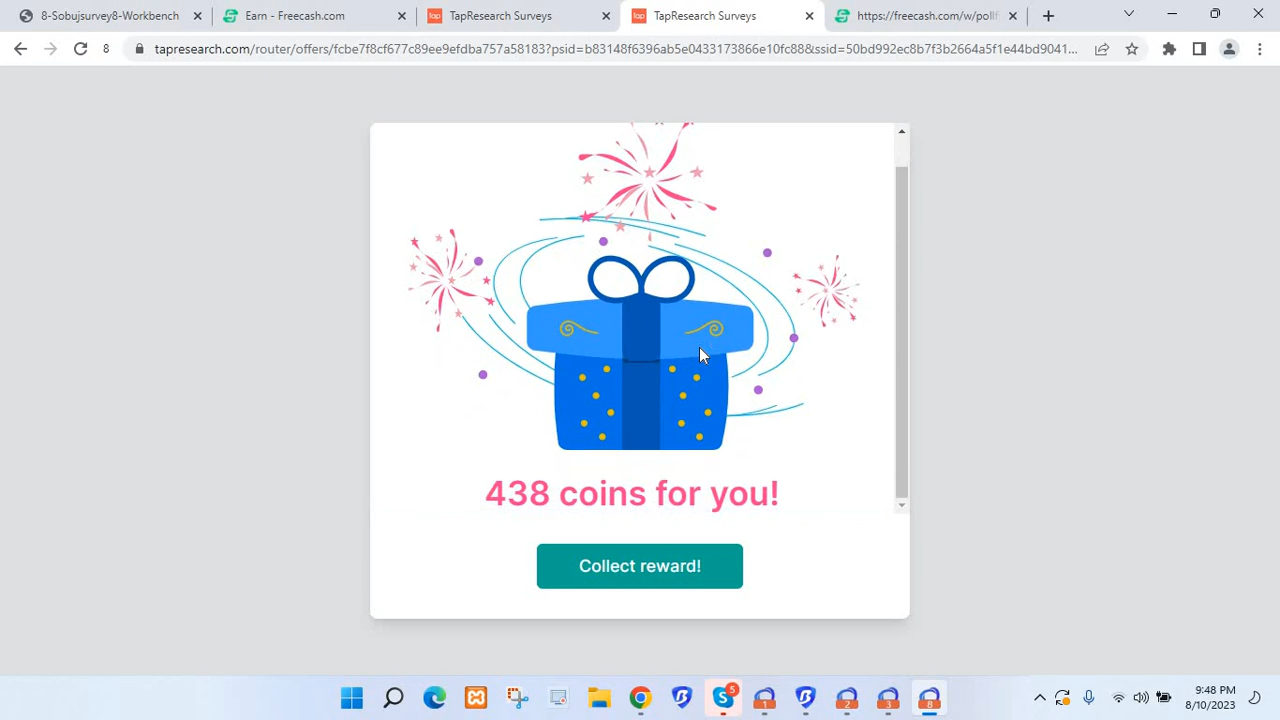 8-Sobujsurvey8-Workbench
Earn - Freecash.com
TapResearch Surveys
TapResearch Surveys
https://freecash.com/w/pollf
8
tapresearch.com/router/offers/fcbe7f8cf677c89ee9efdba757a58183?psid=b83148f6396ab5e0433173866e10fc88&ssid=50bd992ec8b7f3b2664a5f1e44bd9041...
438 coins for you!
Collect reward!
5
1
2
3
8
9:48 PM
8/10/2023